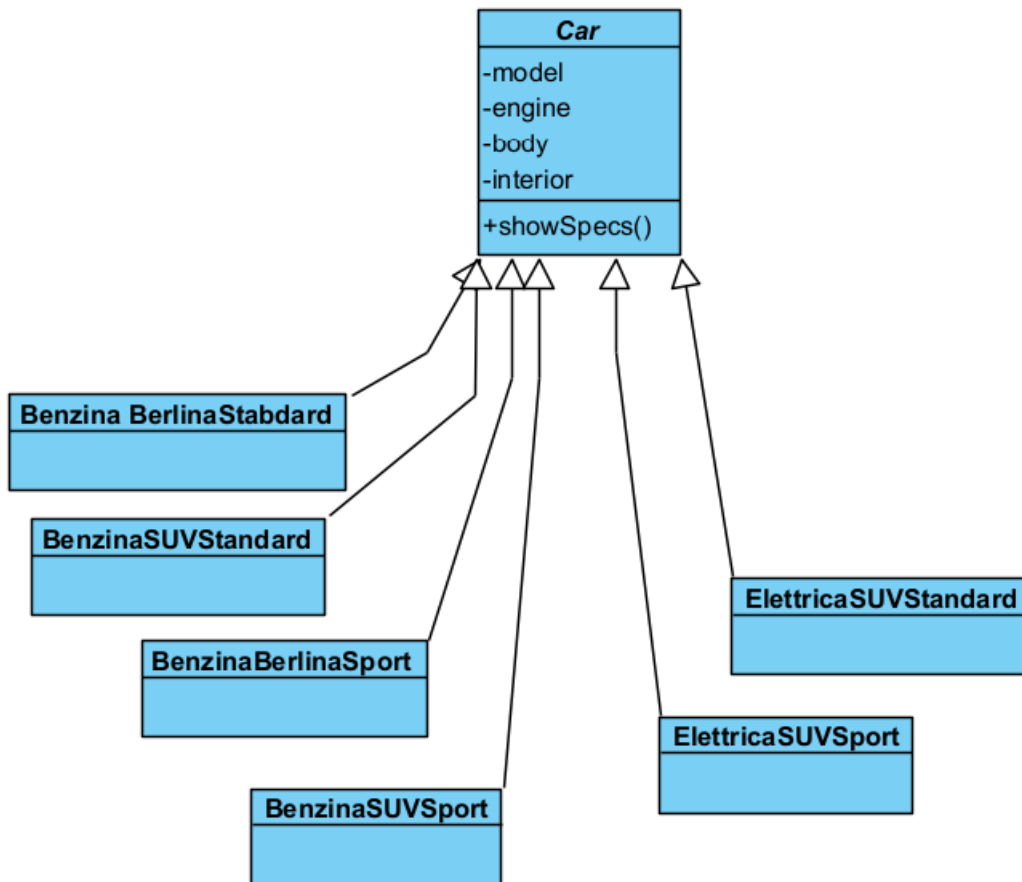 Car
-model
-engine
-body
-interior
+showSpecs()
Benzina BerlinaStabdard
BenzinaSUVStandard
BenzinaBerlinaSport
BenzinaSUVSport
ElettricaSUVStandard
ElettricaSUVSport